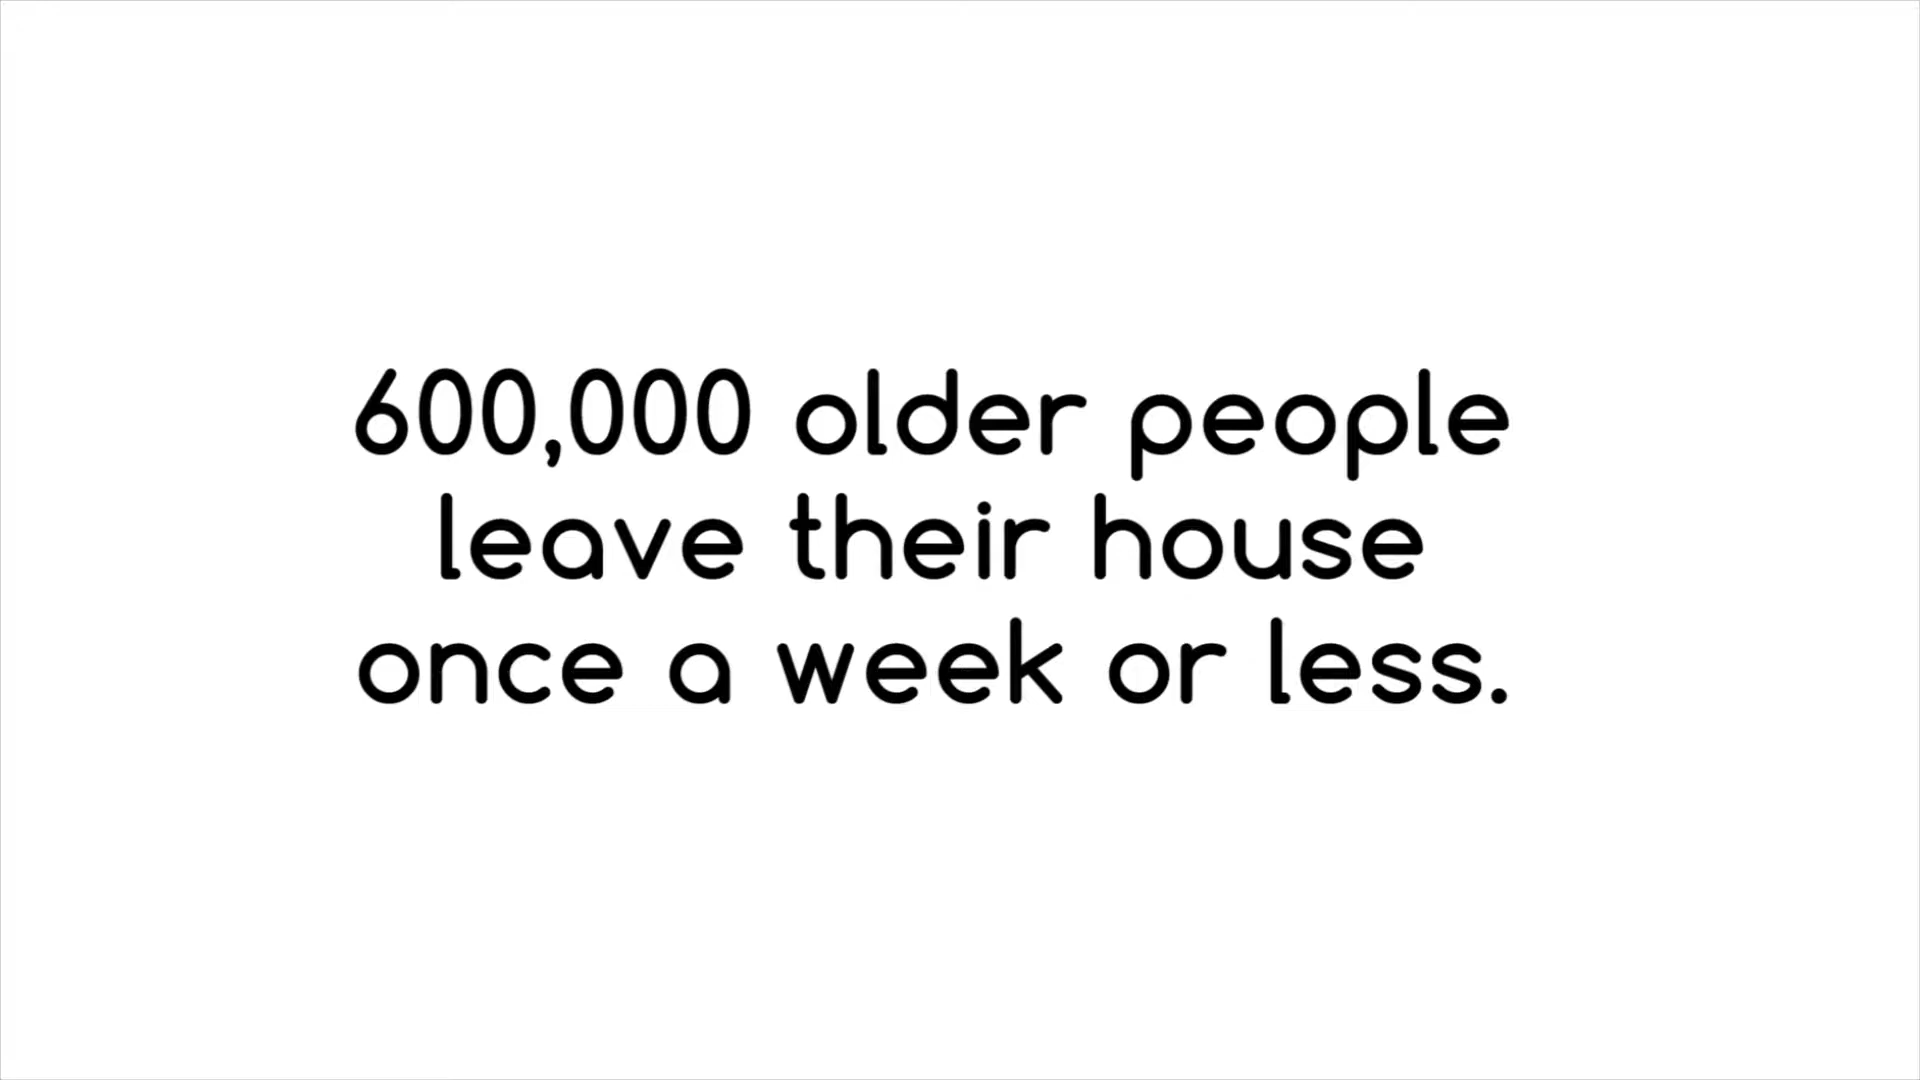 600,000 older people
leave their house
once a week or less.